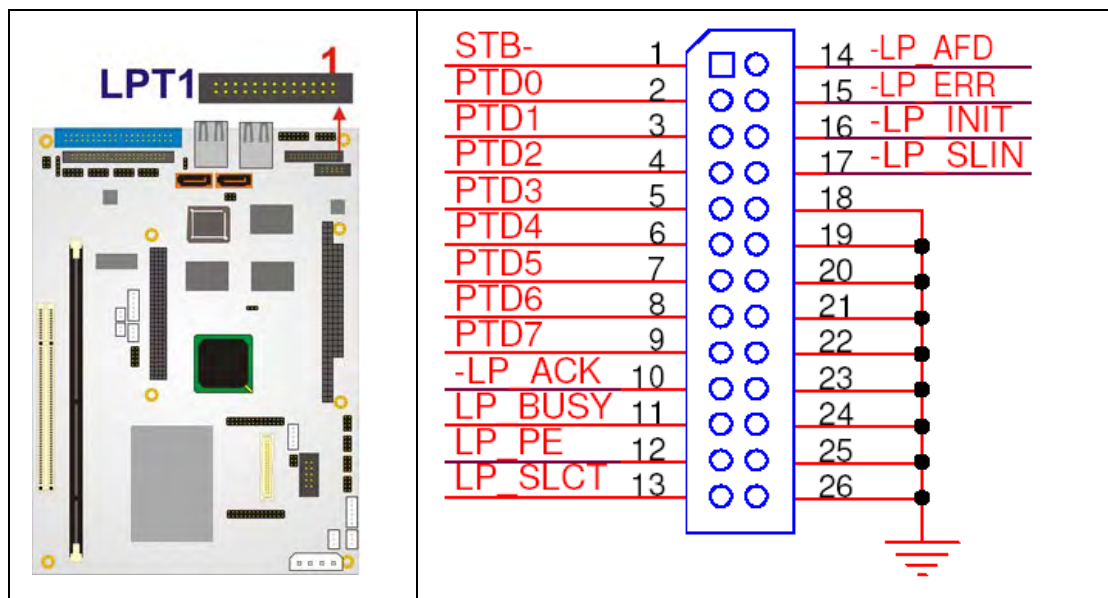 1
LPT1
STB- 1
PTD0 2
PTD1 3
PTD2 4
PTD3 5
PTD4 6
PTD5 7
PTD6 8
PTD7 9
-LP_ACK 10
LP_BUSY 11
LP_PE 12
LP_SLCT 13
14 -LP_AFD
15 -LP_ERR
16 -LP_INIT
17 -LP_SLIN
18
19
20
21
22
23
24
25
26